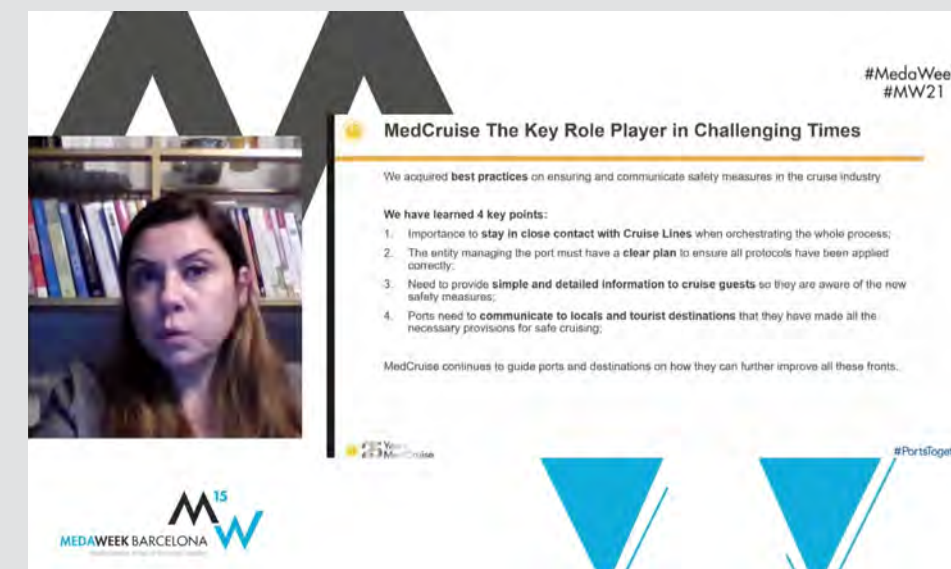 #MedaWee
#MW21
MedCruise The Key Role Player in Challenging Times
We acquired best practices on ensuring and communicate safety measures in the cruise industry
We have learned 4 key points:
1. Importance to stay in close contact with Cruise Lines when orchestrating the whole process;
2. The entity managing the port must have a clear plan to ensure all protocols have been applied
correctly;
3. Need to provide simple and detailed information to cruise guests so they are aware of the new
safety measures;
4. Ports need to communicate to locals and tourist destinations that they have made all the
necessary provisions for safe cruising;
MedCruise continues to guide ports and destinations on how they can further improve all these fronts.
25 Years
MedCruise
#PortsToget
M 15
W
MEDAWEEK BARCELONA